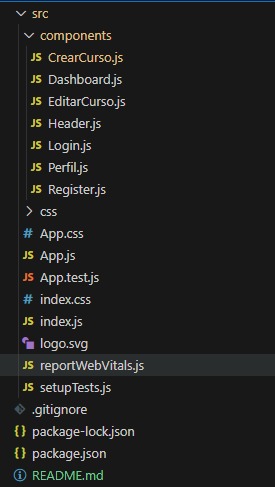 src
components
JS CrearCurso.js
JS Dashboard.js
JS EditarCurso.js
JS Header.js
JS Login.js
JS Perfil.js
JS Register.js
css
# App.css
JS App.js
JS App.test.js
# index.css
JS index.js
logo.svg
JS reportWebVitals.js
JS setupTests.js
.gitignore
{} package-lock.json
{} package.json
README.md